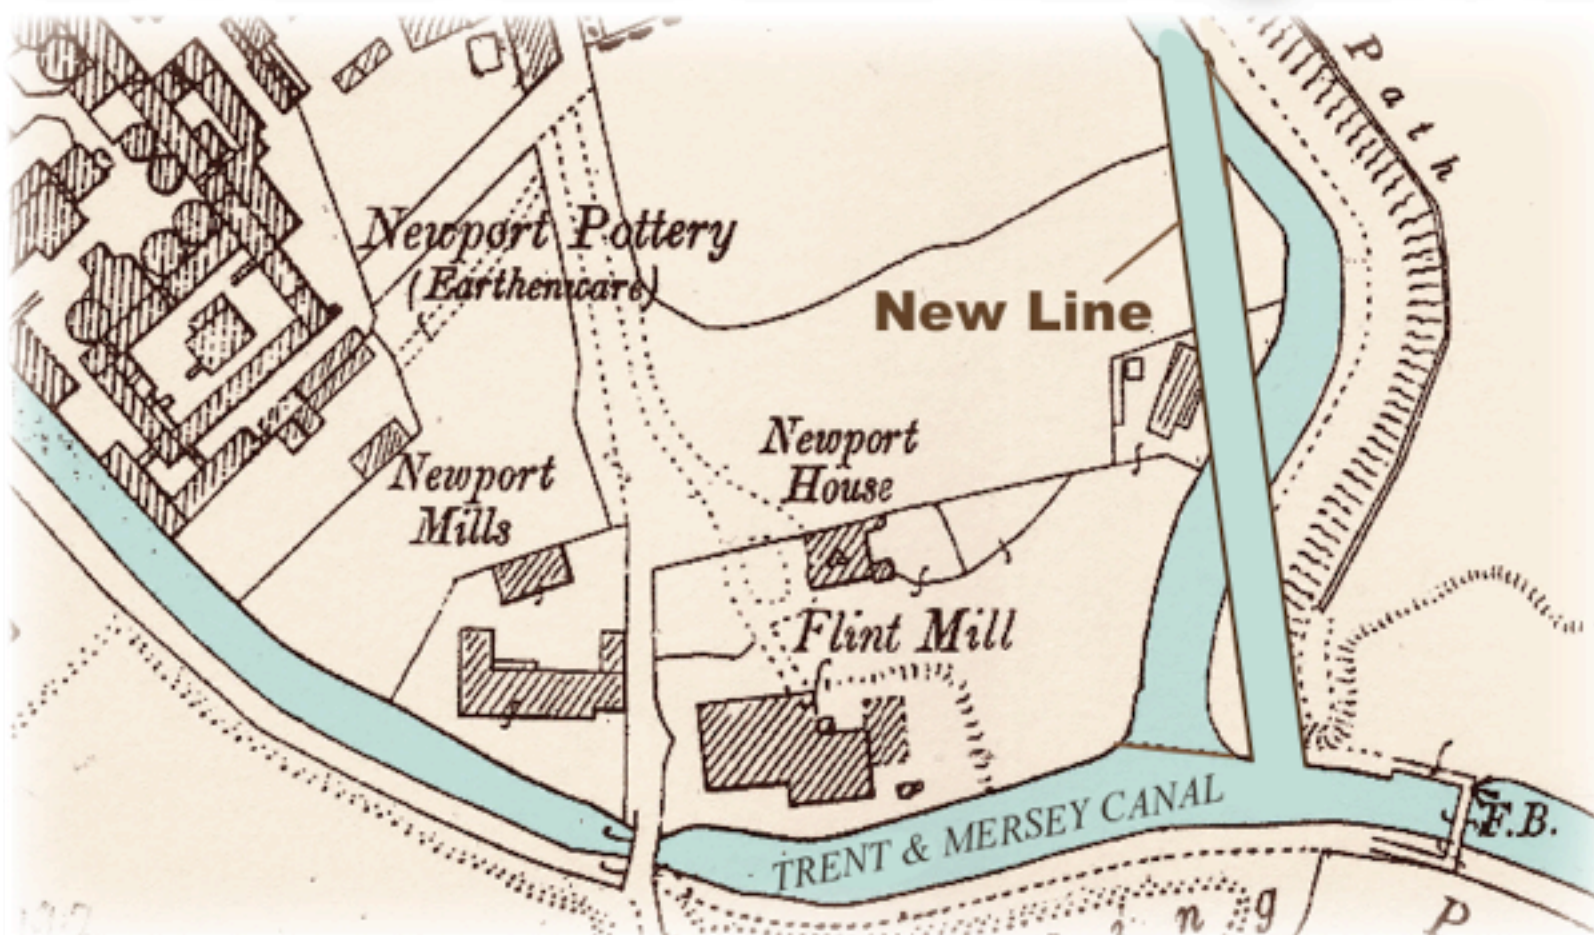 Path
Newport Pottery
(Earthenware)
New Line
Newport
House
Newport
Mills
Flint Mill
TRENT & MERSEY CANAL
F.B.
i n g
P